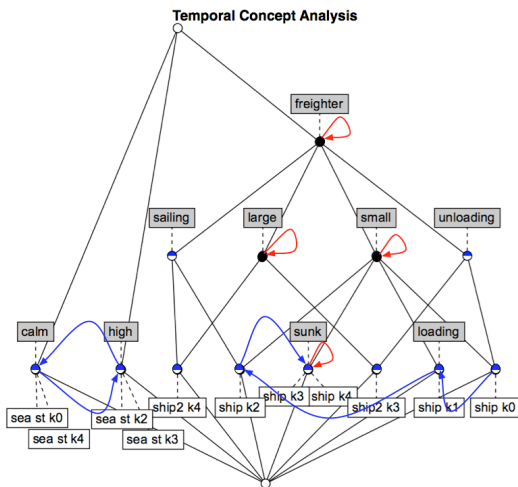 Temporal Concept Analysis
freighter
sailing
large
small
unloading
calm
high
sunk
loading
sea st k0
sea st k4
sea st k2
sea st k3
ship2 k4
ship k2
ship k3
ship k4
ship2 k3
ship k1
ship k0